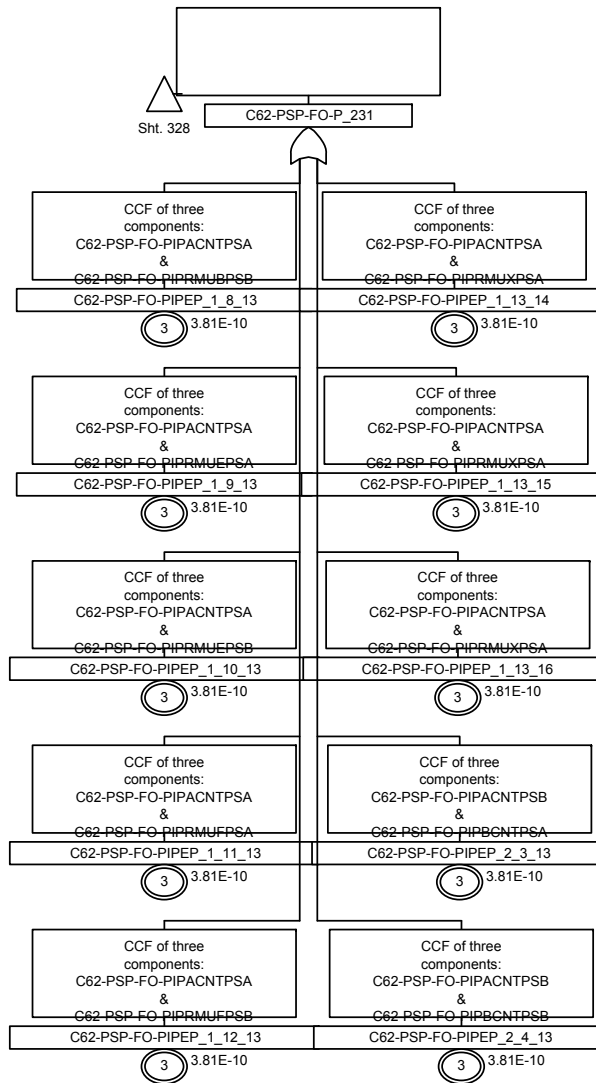 Sht. 328
C62-PSP-FO-P_231
CCF of three
components:
C62-PSP-FO-PIPACNTPSA
&
C62-PSP-FO-PIPRMUBPSB
C62-PSP-FO-PIPEP_1_8_13
3
3.81E-10
CCF of three
components:
C62-PSP-FO-PIPACNTPSA
&
C62-PSP-FO-PIPRMUXPSA
C62-PSP-FO-PIPEP_1_13_14
3
3.81E-10
CCF of three
components:
C62-PSP-FO-PIPACNTPSA
&
C62-PSP-FO-PIPRMUEPSA
C62-PSP-FO-PIPEP_1_9_13
3
3.81E-10
CCF of three
components:
C62-PSP-FO-PIPACNTPSA
&
C62-PSP-FO-PIPRMUXPSA
C62-PSP-FO-PIPEP_1_13_15
3
3.81E-10
CCF of three
components:
C62-PSP-FO-PIPACNTPSA
&
C62-PSP-FO-PIPRMUEPSB
C62-PSP-FO-PIPEP_1_10_13
3
3.81E-10
CCF of three
components:
C62-PSP-FO-PIPACNTPSA
&
C62-PSP-FO-PIPRMUXPSA
C62-PSP-FO-PIPEP_1_13_16
3
3.81E-10
CCF of three
components:
C62-PSP-FO-PIPACNTPSA
&
C62-PSP-FO-PIPRMUFPSA
C62-PSP-FO-PIPEP_1_11_13
3
3.81E-10
CCF of three
components:
C62-PSP-FO-PIPACNTPSB
&
C62-PSP-FO-PIPBCNTPSA
C62-PSP-FO-PIPEP_2_3_13
3
3.81E-10
CCF of three
components:
C62-PSP-FO-PIPACNTPSA
&
C62-PSP-FO-PIPRMUFPSB
C62-PSP-FO-PIPEP_1_12_13
3
3.81E-10
CCF of three
components:
C62-PSP-FO-PIPACNTPSB
&
C62-PSP-FO-PIPBCNTPSB
C62-PSP-FO-PIPEP_2_4_13
3
3.81E-10